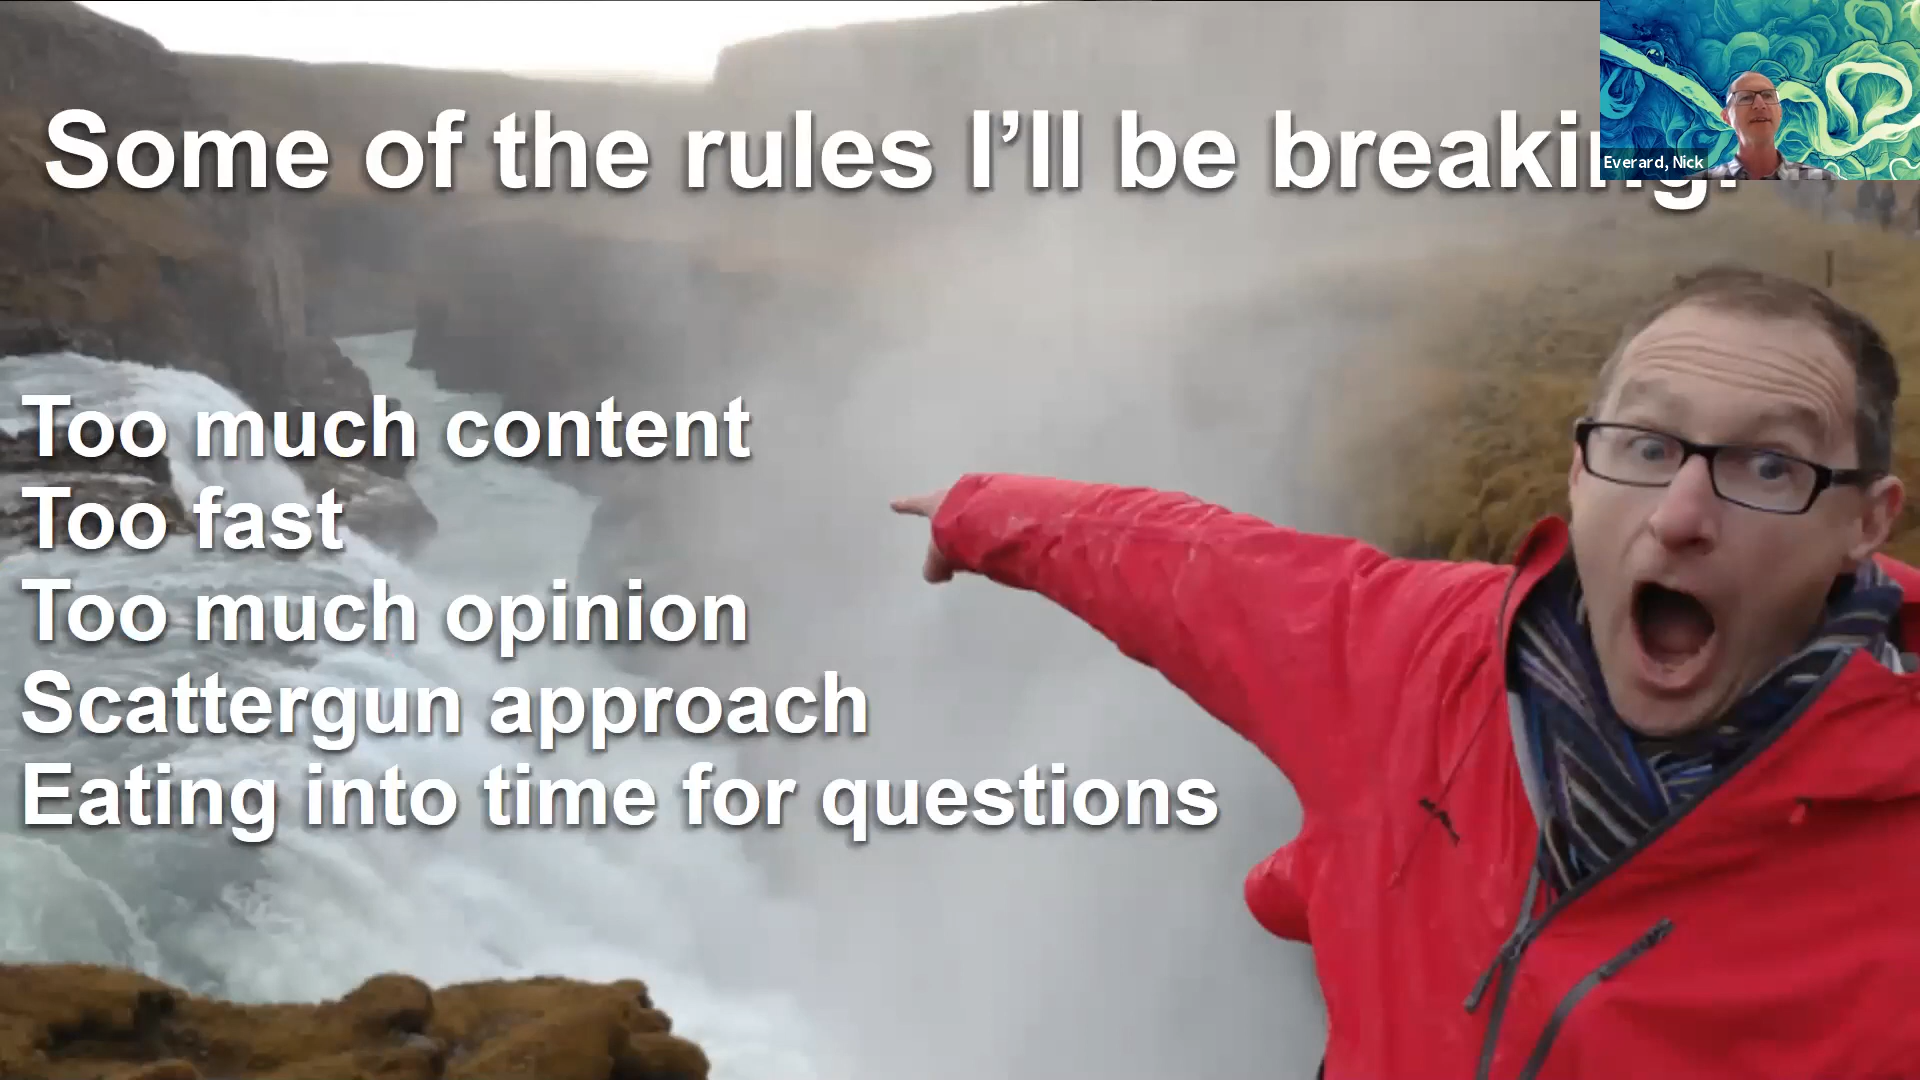 Some of the rules I'll be breaking:
Everard, Nick
Too much content
Too fast
Too much opinion
Scattergun approach
Eating into time for questions